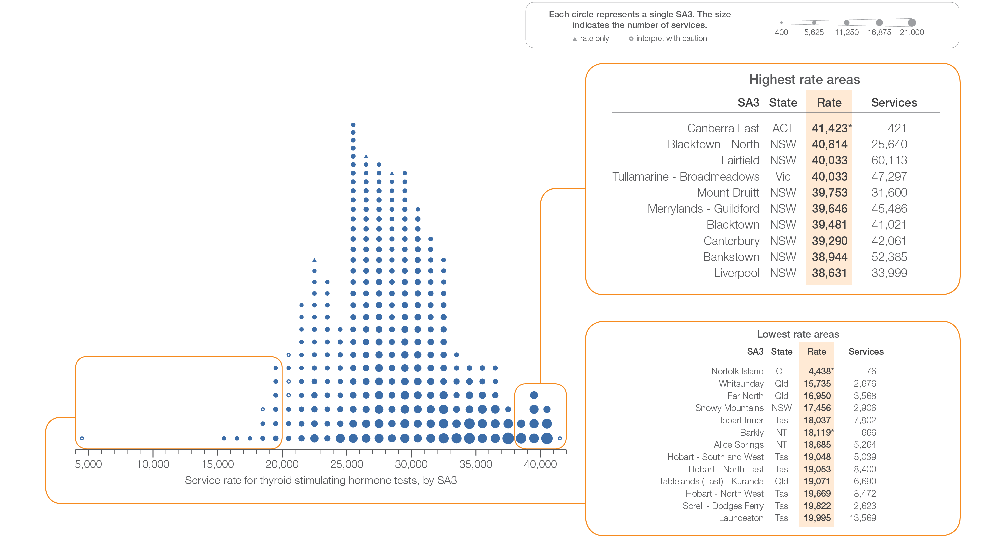 Each circle represents a single SA3. The size
indicates the number of services.
▲ rate only    interpret with caution
400 5,625 11,250 16,875 21,000
Highest rate areas
SA3 State Rate Services
Canberra East ACT 41,423* 421
Blacktown - North NSW 40,814 25,640
Fairfield NSW 40,033 60,113
Tullamarine - Broadmeadows Vic 40,033 47,297
Mount Druitt NSW 39,753 31,600
Merrylands - Guildford NSW 39,646 45,486
Blacktown NSW 39,481 41,021
Canterbury NSW 39,290 42,061
Bankstown NSW 38,944 52,385
Liverpool NSW 38,631 33,999
Lowest rate areas
SA3 State Rate Services
Norfolk Island OT 4,438* 76
Whitsunday Qld 15,735 2,676
Far North Qld 16,950 3,568
Snowy Mountains NSW 17,456 2,906
Hobart Inner Tas 18,037 7,802
Barkly NT 18,119* 666
Alice Springs NT 18,685 5,264
Hobart - South and West Tas 19,048 5,039
Hobart - North East Tas 19,053 8,400
Tablelands (East) - Kuranda Qld 19,071 6,690
Hobart - North West Tas 19,669 8,472
Sorell - Dodges Ferry Tas 19,822 2,623
Launceston Tas 19,995 13,569
5,000 10,000 15,000 20,000 25,000 30,000 35,000 40,000
Service rate for thyroid stimulating hormone tests, by SA3